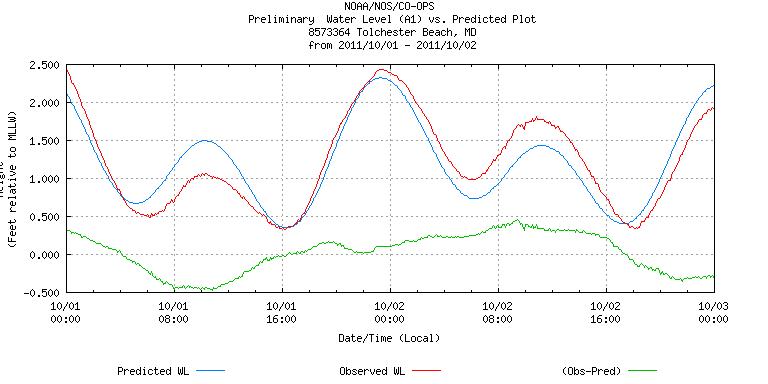 NOAA/NOS/CO-OPS
Preliminary  Water Level (A1) vs. Predicted Plot
8573364 Tolchester Beach, MD
from 2011/10/01 - 2011/10/02
(Feet relative to MLLW)
2.500
2.000
1.500
1.000
0.500
0.000
-0.500
10/01 10/01 10/01 10/02 10/02 10/02 10/03
00:00 08:00 16:00 00:00 08:00 16:00 00:00
Date/Time (Local)
Predicted WL Observed WL (Obs-Pred)